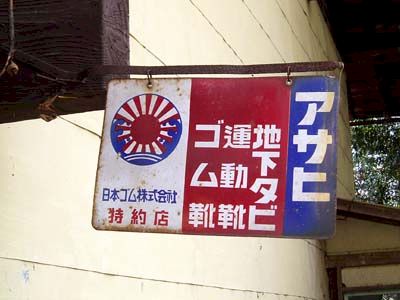 アサヒ
地下タビ
運動靴
ゴム靴
日本ゴム株式会社
特約店